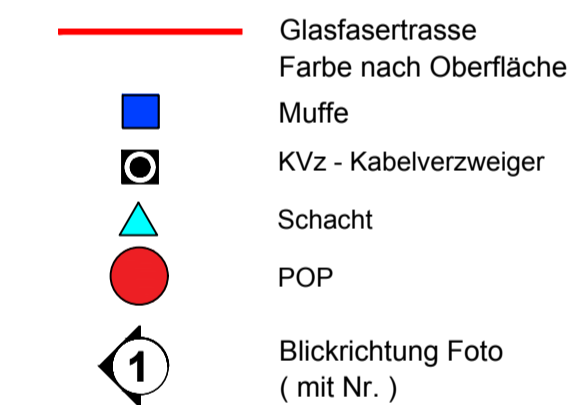 Glasfasertrasse
Farbe nach Oberfläche
Muffe
KVz - Kabelverzweiger
Schacht
POP
1
Blickrichtung Foto
( mit Nr. )